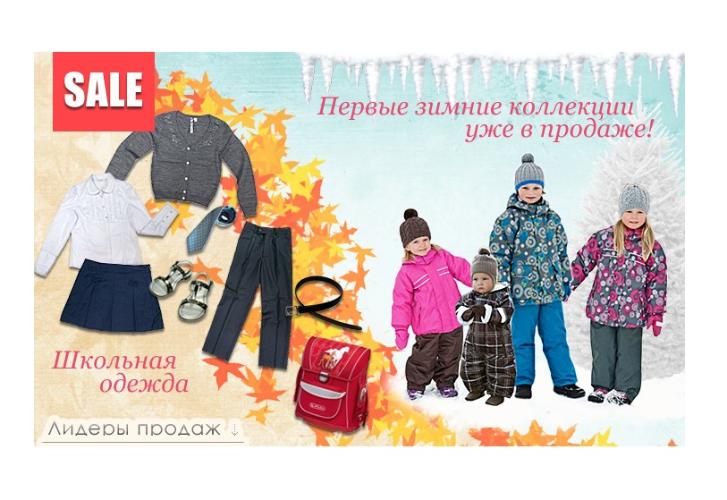 SALE
Первые зимние коллекции
уже в продаже!
Школьная
одежда
Лидеры продаж ↓